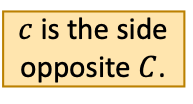 c is the side
opposite C.